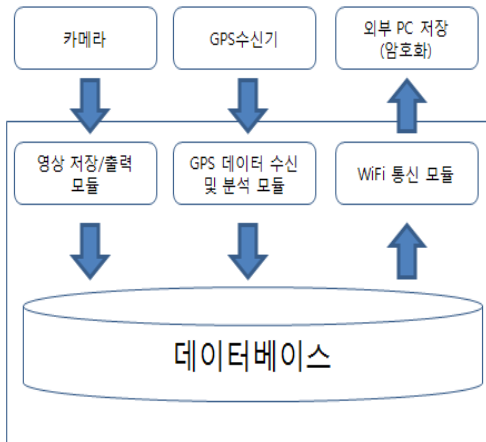 카메라
GPS수신기
외부 PC 저장
(암호화)
영상 저장/출력
모듈
GPS 데이터 수신
및 분석 모듈
WiFi 통신 모듈
데이터베이스